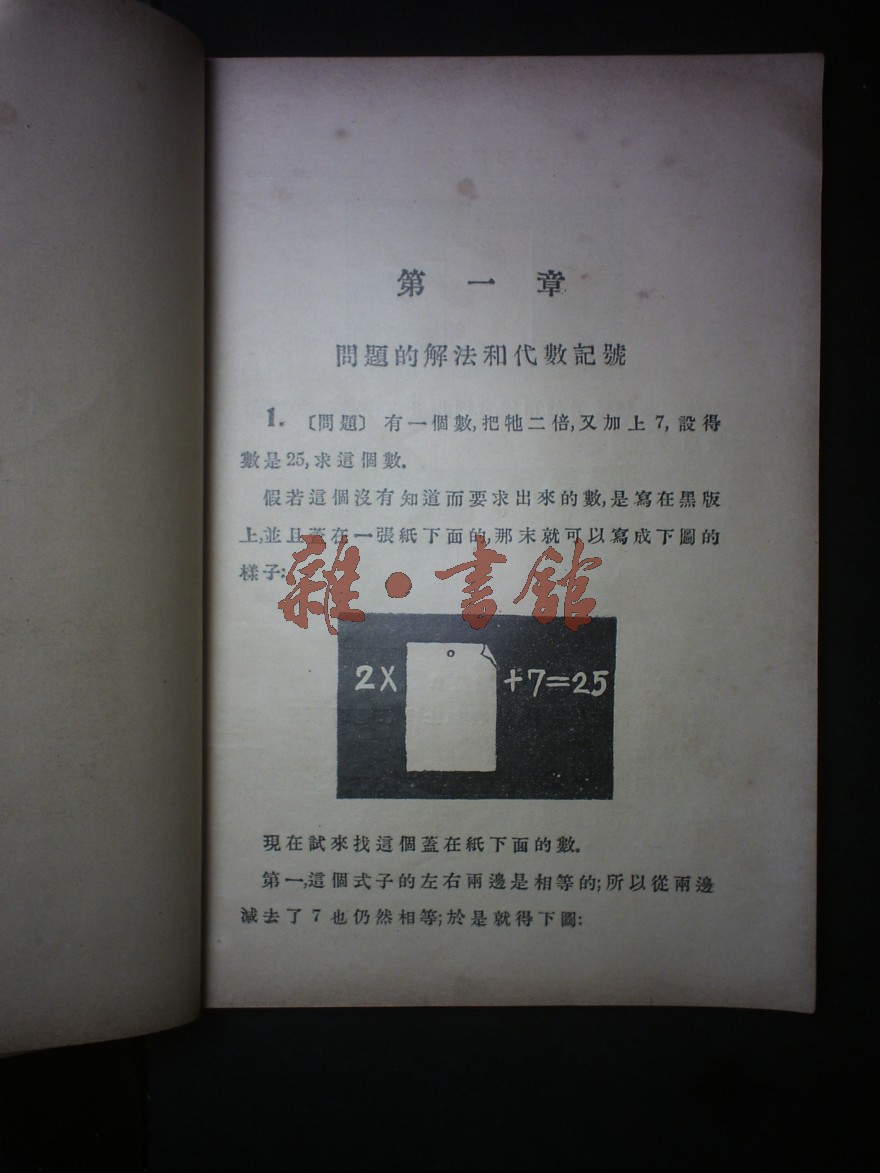 第一章
問題的解法和代數記號
1. 〔問題〕 有一個數,把牠二倍,又加上 7, 設得
數是 25, 求這個數.
假若這個沒有知道而要求出來的數,是寫在黑版
上,並且蓋在一張紙下面的,那末就可以寫成下圖的
樣子:
雜·書館
2X +7=25
現在試來找這個蓋在紙下面的數.
第一,這個式子的左右兩邊是相等的;所以從兩邊
減去了 7 也仍然相等;於是就得下圖: